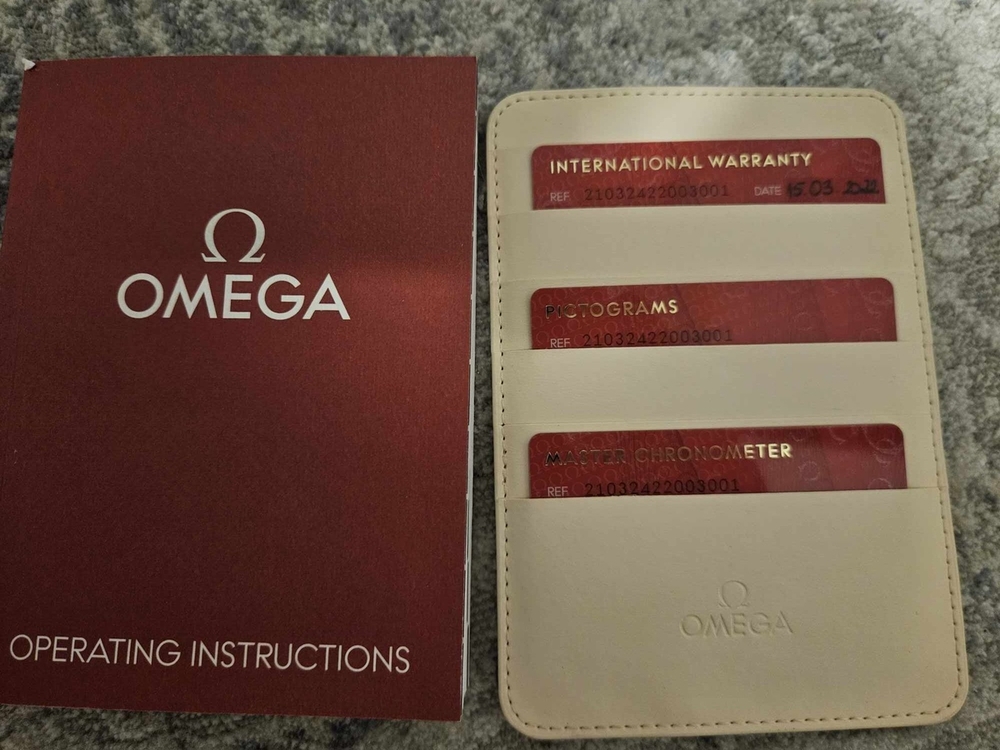 Ω
OMEGA
OPERATING INSTRUCTIONS
INTERNATIONAL WARRANTY
REF. 21032422003001 DATE 15.03 2022
PICTOGRAMS
REF. 21032422003001
MASTER CHRONOMETER
REF. 21032422003001
Ω
OMEGA